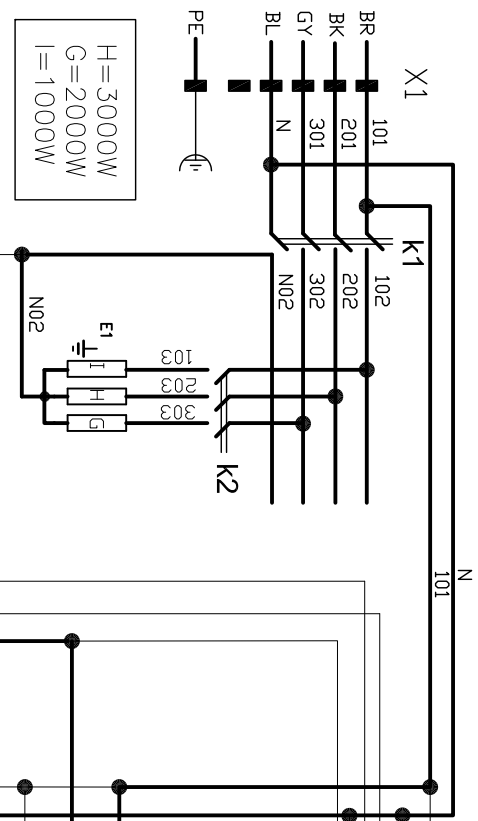 X1
BR
BK
GY
BL
PE
101
201
301
N
k1
102
202
302
N02
103
203
303
k2
E1
I
H
G
N02
N
101
H=3000W
G=2000W
I=1000W